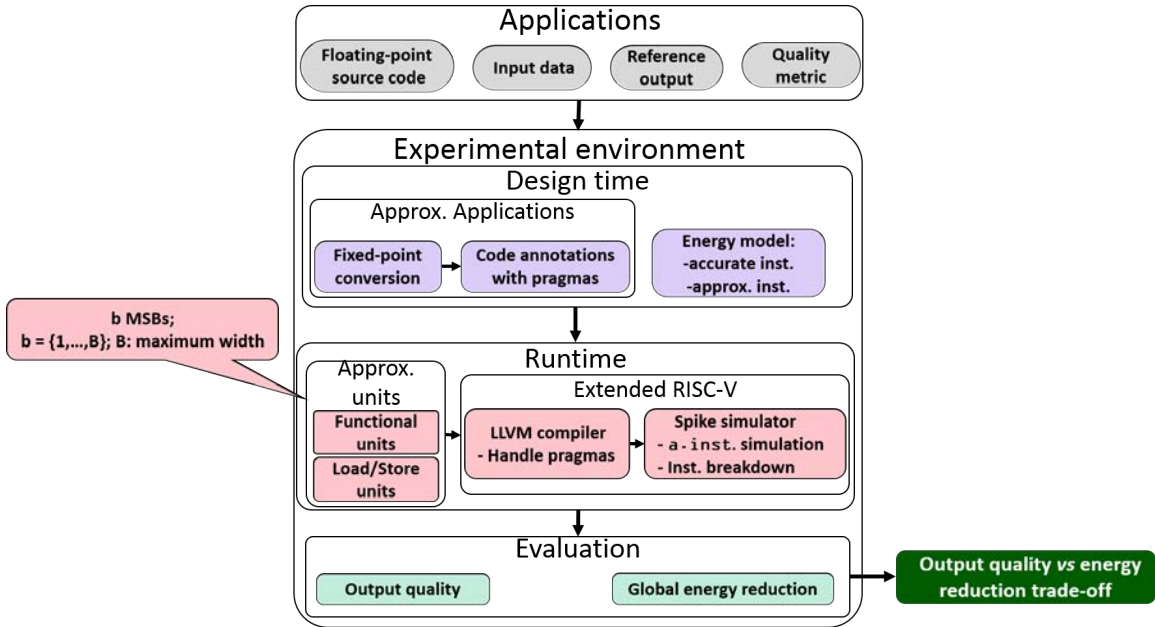 Applications
Floating-point
source code
Input data
Reference
output
Quality
metric
Experimental environment
Design time
Approx. Applications
Fixed-point
conversion
Code annotations
with pragmas
Energy model:
-accurate inst.
-approx. inst.
b MSBs;
b = {1,...,B}; B: maximum width
Runtime
Approx.
units
Functional
units
Load/Store
units
Extended RISC-V
LLVM compiler
- Handle pragmas
Spike simulator
- a.inst. simulation
- Inst. breakdown
Evaluation
Output quality
Global energy reduction
Output quality vs energy
reduction trade-off